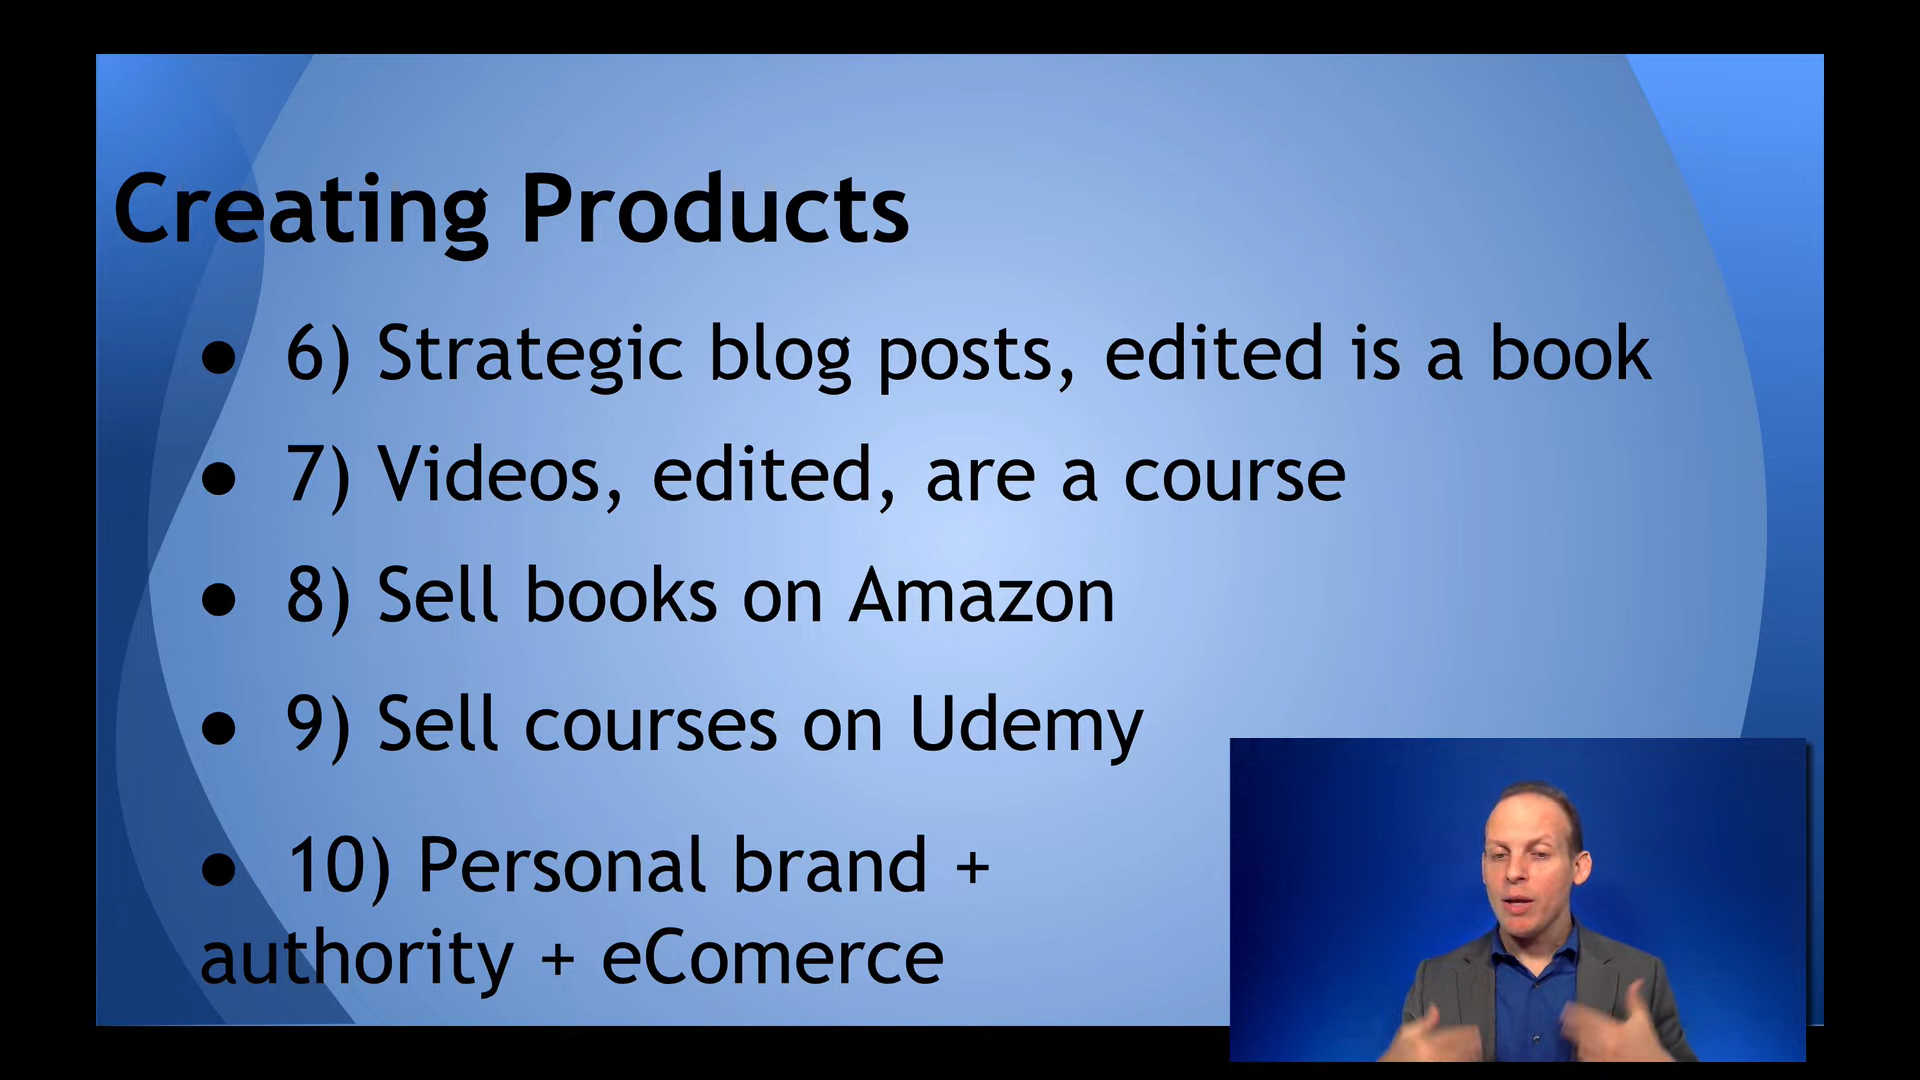 Creating Products
● 6) Strategic blog posts, edited is a book
● 7) Videos, edited, are a course
● 8) Sell books on Amazon
● 9) Sell courses on Udemy
● 10) Personal brand +
authority + eComerce